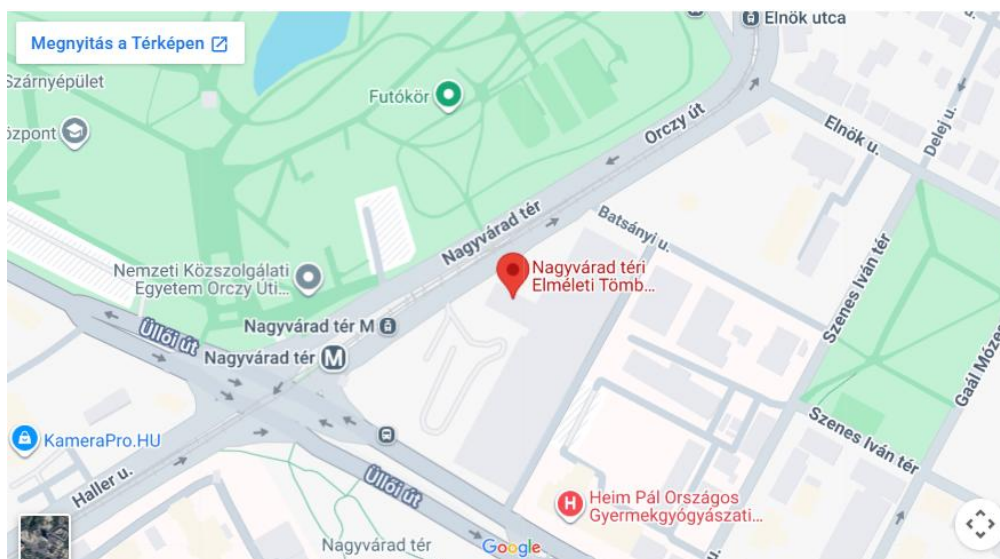 Megnyitás a Térképen
Elnök utca
Szárnyépület
Futókör
özpont
Orczy út
Elnök u.
Delej u.
Nagyvárad tér
Batsányi u.
Nagyvárad téri
Elméleti Tömb...
Nemzeti Közszolgálati
Egyetem Orczy Úti...
Szenes Iván tér
Gaál Mózes
Üllői út
Nagyvárad tér M
Nagyvárad tér M
Szenes Iván tér
KameraPro.HU
Haller u.
Üllői út
H
Heim Pál Országos
Gyermekgyógyászati...
Nagyvárad tér
Google
u.